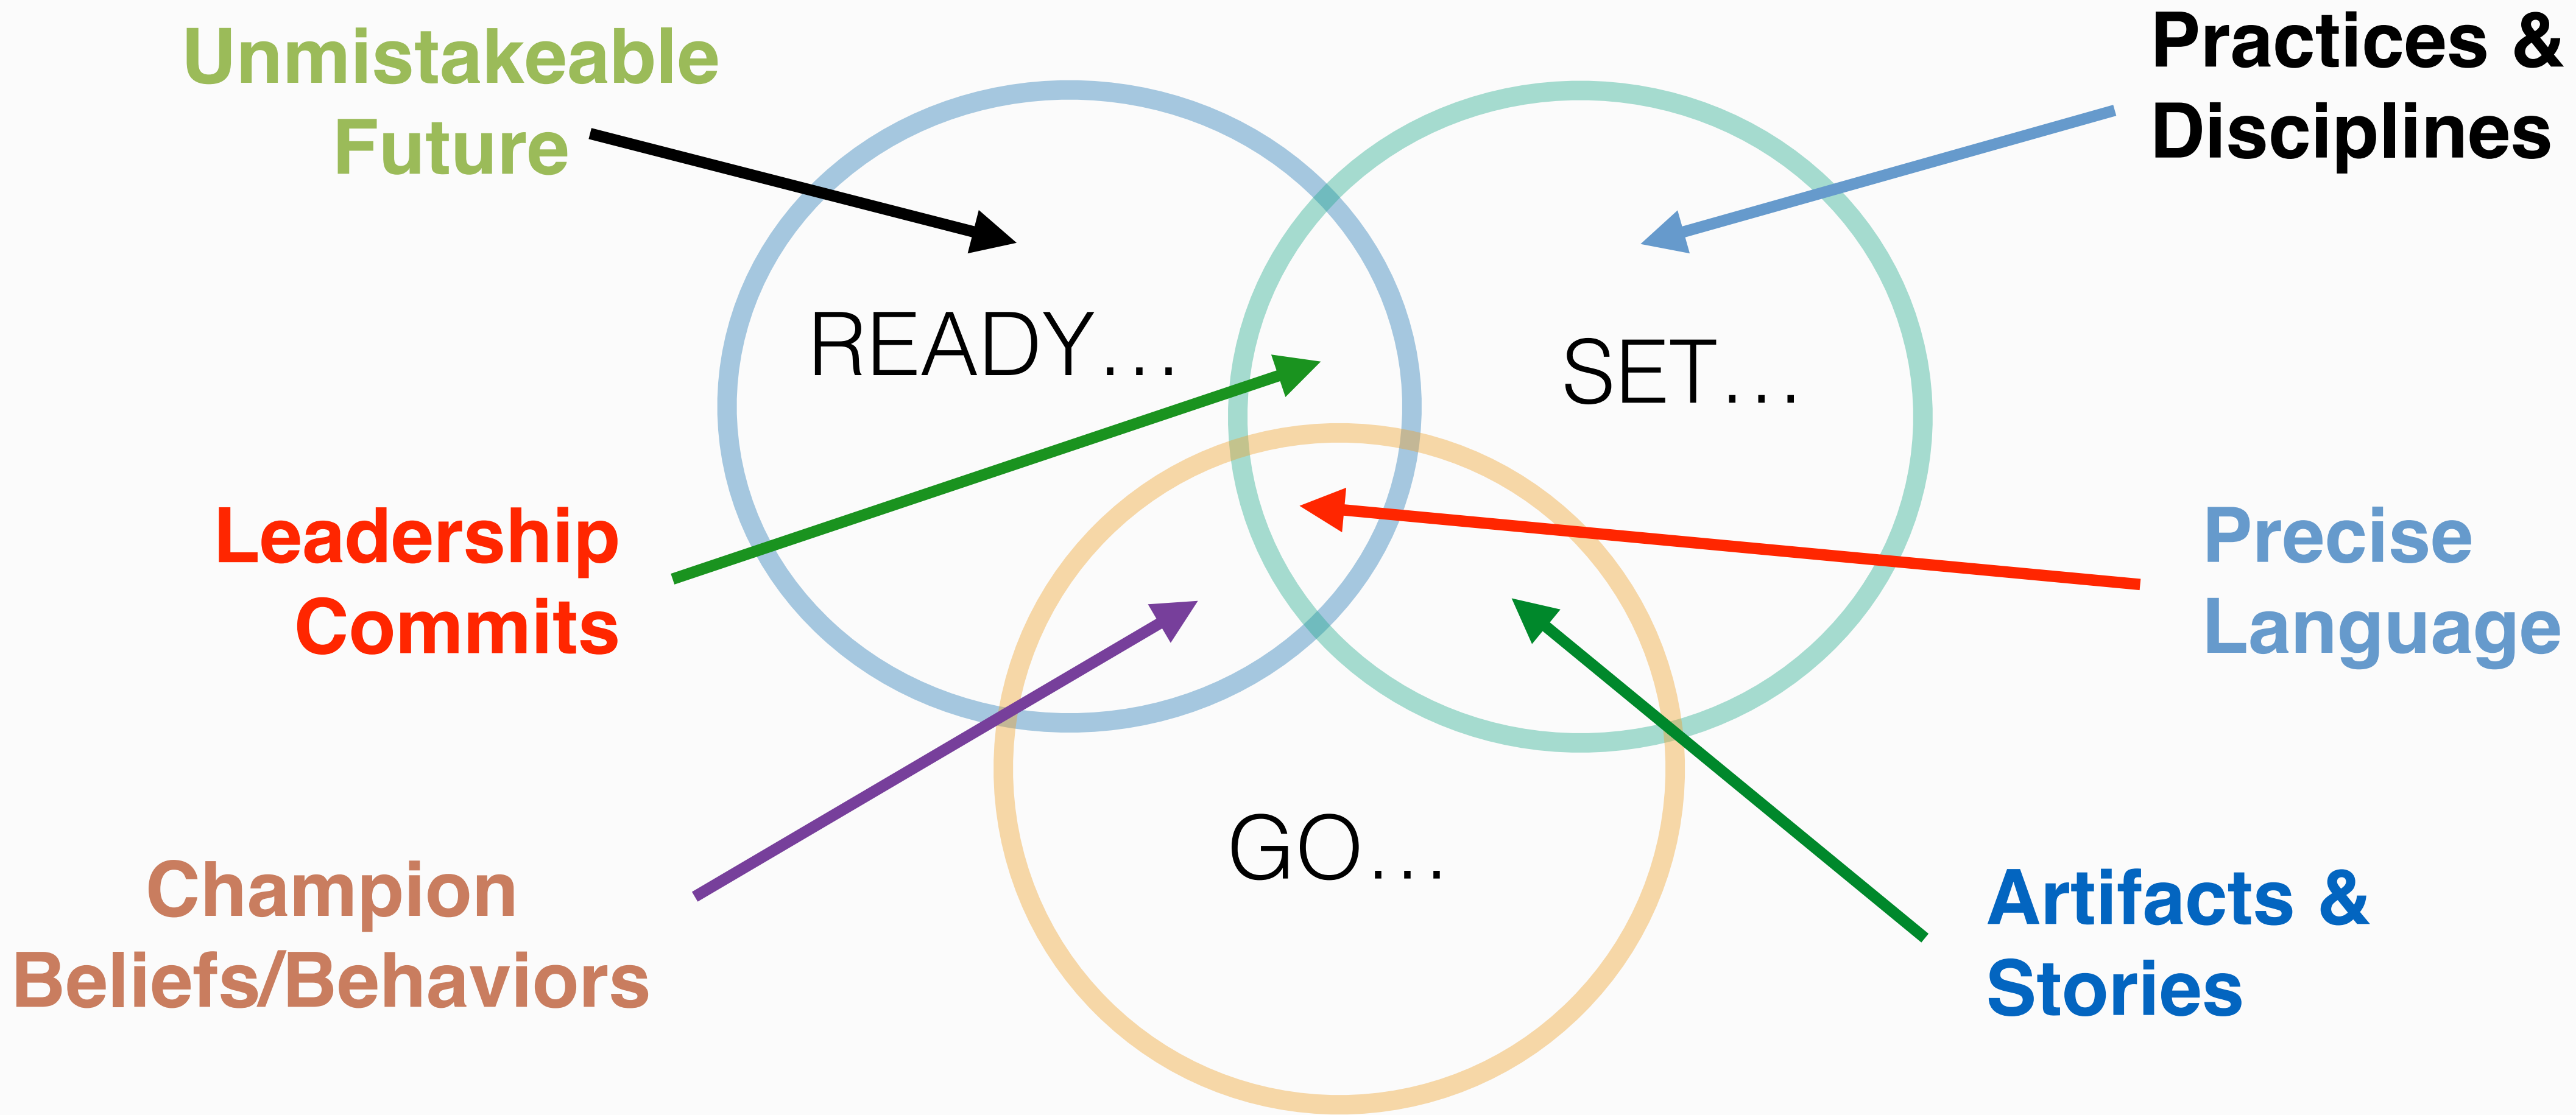 Unmistakeable
Future
Practices &
Disciplines
READY...
SET...
Leadership
Commits
Precise
Language
GO...
Champion
Beliefs/Behaviors
Artifacts &
Stories